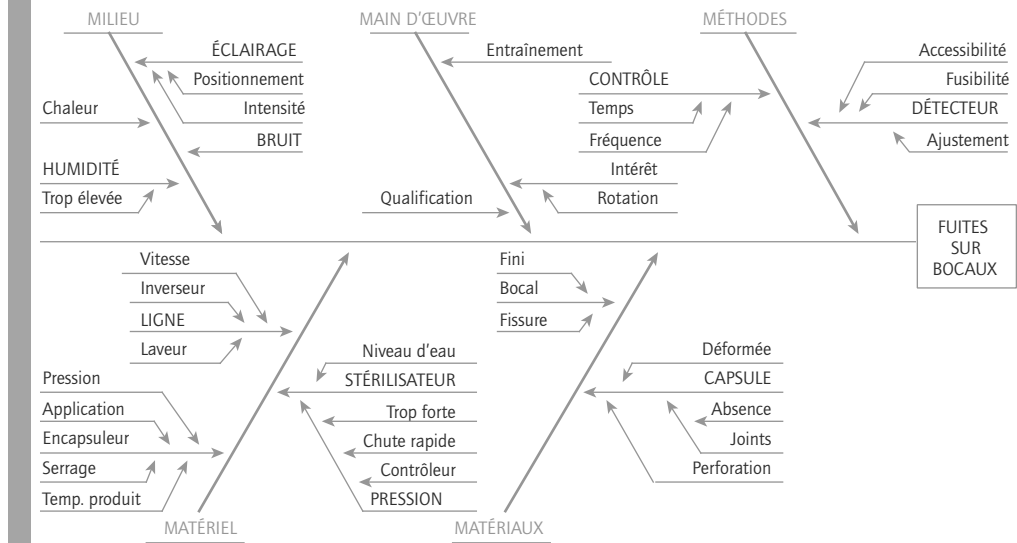 MILIEU
ÉCLAIRAGE
Positionnement
Intensité
Chaleur
BRUIT
HUMIDITÉ
Trop élevée
MAIN D'ŒUVRE
Entraînement
Intérêt
Rotation
Qualification
MÉTHODES
CONTRÔLE
Temps
Fréquence
Accessibilité
Fusibilité
DÉTECTEUR
Ajustement
FUITES
SUR
BOCAUX
Vitesse
Inverseur
LIGNE
Laveur
Pression
Application
Encapsuleur
Serrage
Temp. produit
Niveau d'eau
STÉRILISATEUR
Trop forte
Chute rapide
Contrôleur
PRESSION
MATÉRIEL
Fini
Bocal
Fissure
Déformée
CAPSULE
Absence
Joints
Perforation
MATÉRIAUX